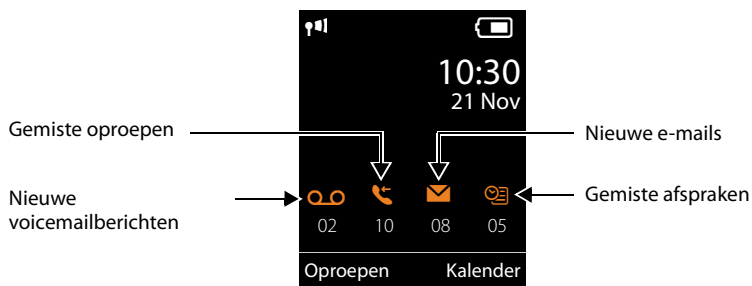 10:30
21 Nov
Gemiste oproepen
Nieuwe e-mails
Nieuwe
voicemailberichten
Gemiste afspraken
02 10 08 05
Oproepen Kalender